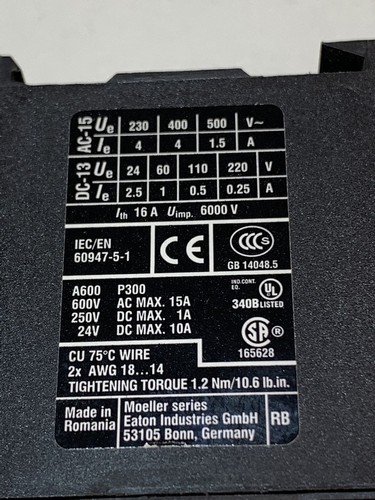 AC-15 Ue 230 400 500 V~
Ie 4 4 1.5 A
DC-13 Ue 24 60 110 220 V
Ie 2.5 1 0.5 0.25 A
Ith 16 A Uimp. 6000 V
IEC/EN
60947-5-1
CE
CCC S
GB 14048.5
A600 P300
600V AC MAX. 15A
250V DC MAX. 1A
24V DC MAX. 10A
IND.CONT.
EQ.
UL
340B LISTED
SA
165628
CU 75°C WIRE
2x AWG 18...14
TIGHTENING TORQUE 1.2 Nm/10.6 lb.in.
Made in
Romania
Moeller series
Eaton Industries GmbH
53105 Bonn, Germany
RB